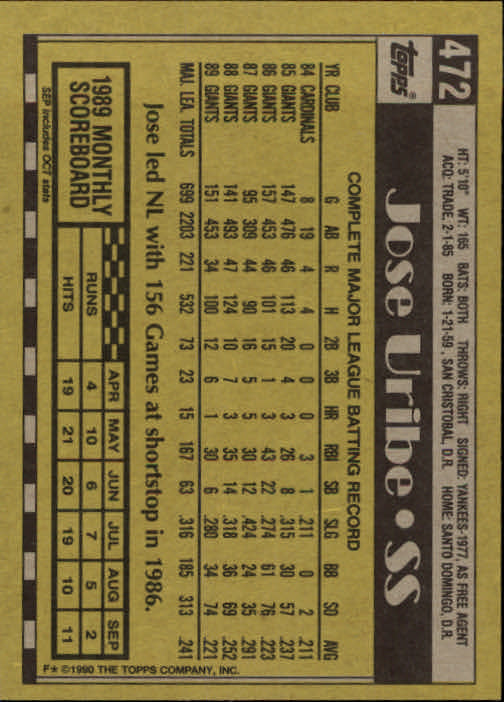 472
topps®
HT: 5'10" WT: 165 BATS: BOTH THROWS: RIGHT SIGNED: YANKEES-1977, AS FREE AGENT
ACQ: TRADE, 2-1-85 BORN: 1-21-59, SAN CRISTOBAL, D.R. HOME: SANTO DOMINGO, D.R.
Jose Uribe • SS
COMPLETE MAJOR LEAGUE BATTING RECORD
YR CLUB G AB R H 2B 3B HR RBI SB SLG BB SO AVG
84 CARDINALS 8 19 4 4 0 0 0 3 1 .211 0 2 .211
85 GIANTS 147 476 46 113 20 4 3 26 8 .315 30 57 .237
86 GIANTS 157 453 46 101 15 1 3 43 22 .274 61 76 .223
87 GIANTS 95 309 44 90 16 5 5 30 12 .424 24 35 .291
88 GIANTS 141 493 47 124 10 7 3 35 14 .318 36 69 .252
89 GIANTS 151 453 34 100 12 6 1 30 6 .280 34 74 .221
MAJ. LEA. TOTALS 699 2203 221 532 73 23 15 167 63 .316 185 313 .241
Jose led NL with 156 Games at shortstop in 1986.
1989 MONTHLY SCOREBOARD
APR MAY JUN JUL AUG SEP
RUNS 4 10 6 7 5 2
HITS 19 21 20 19 10 11
SEP includes OCT stats
F* ©1990 THE TOPPS COMPANY, INC.